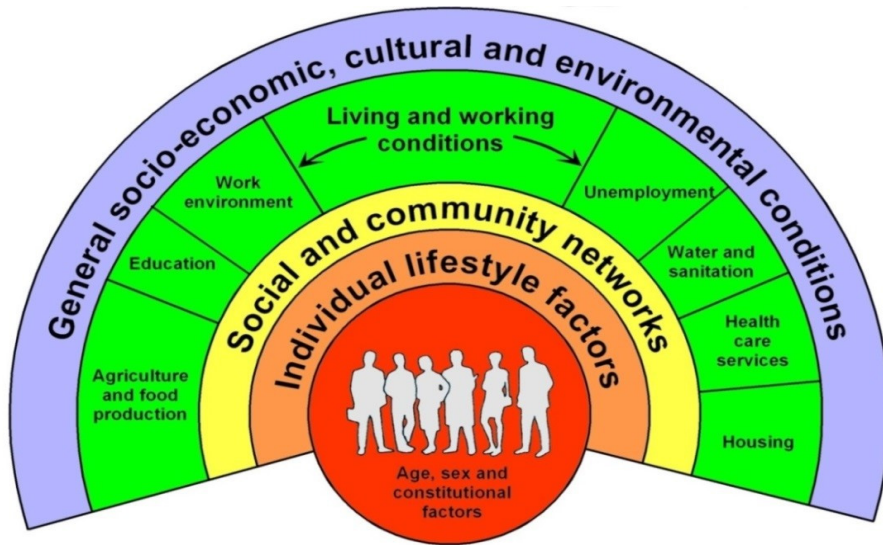 General socio-economic, cultural and environmental conditions
Living and working
conditions
Work
environment
Education
Agriculture
and food
production
Unemployment
Water and
sanitation
Health
care
services
Housing
Social and community networks
Individual lifestyle factors
Age, sex and
constitutional
factors